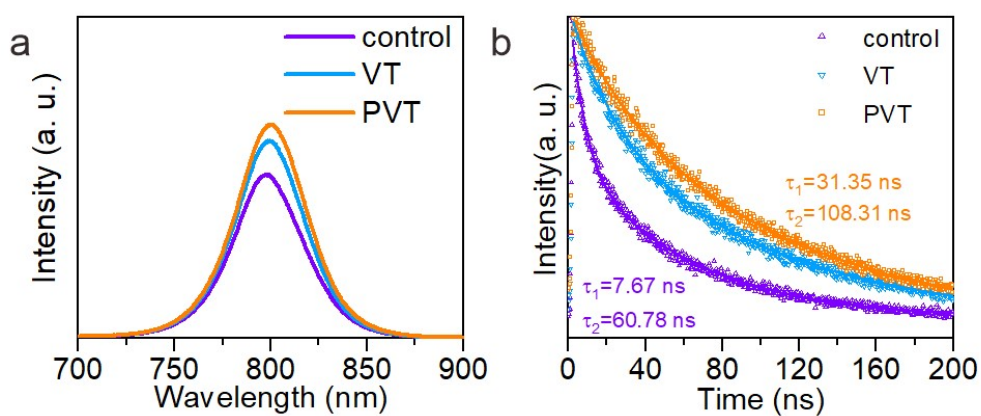 a
control
VT
PVT
Intensity (a. u.)
700 750 800 850 900
Wavelength (nm)
b
control
VT
PVT
τ1=31.35 ns
τ2=108.31 ns
τ1=7.67 ns
τ2=60.78 ns
Intensity(a. u.)
0 40 80 120 160 200
Time (ns)